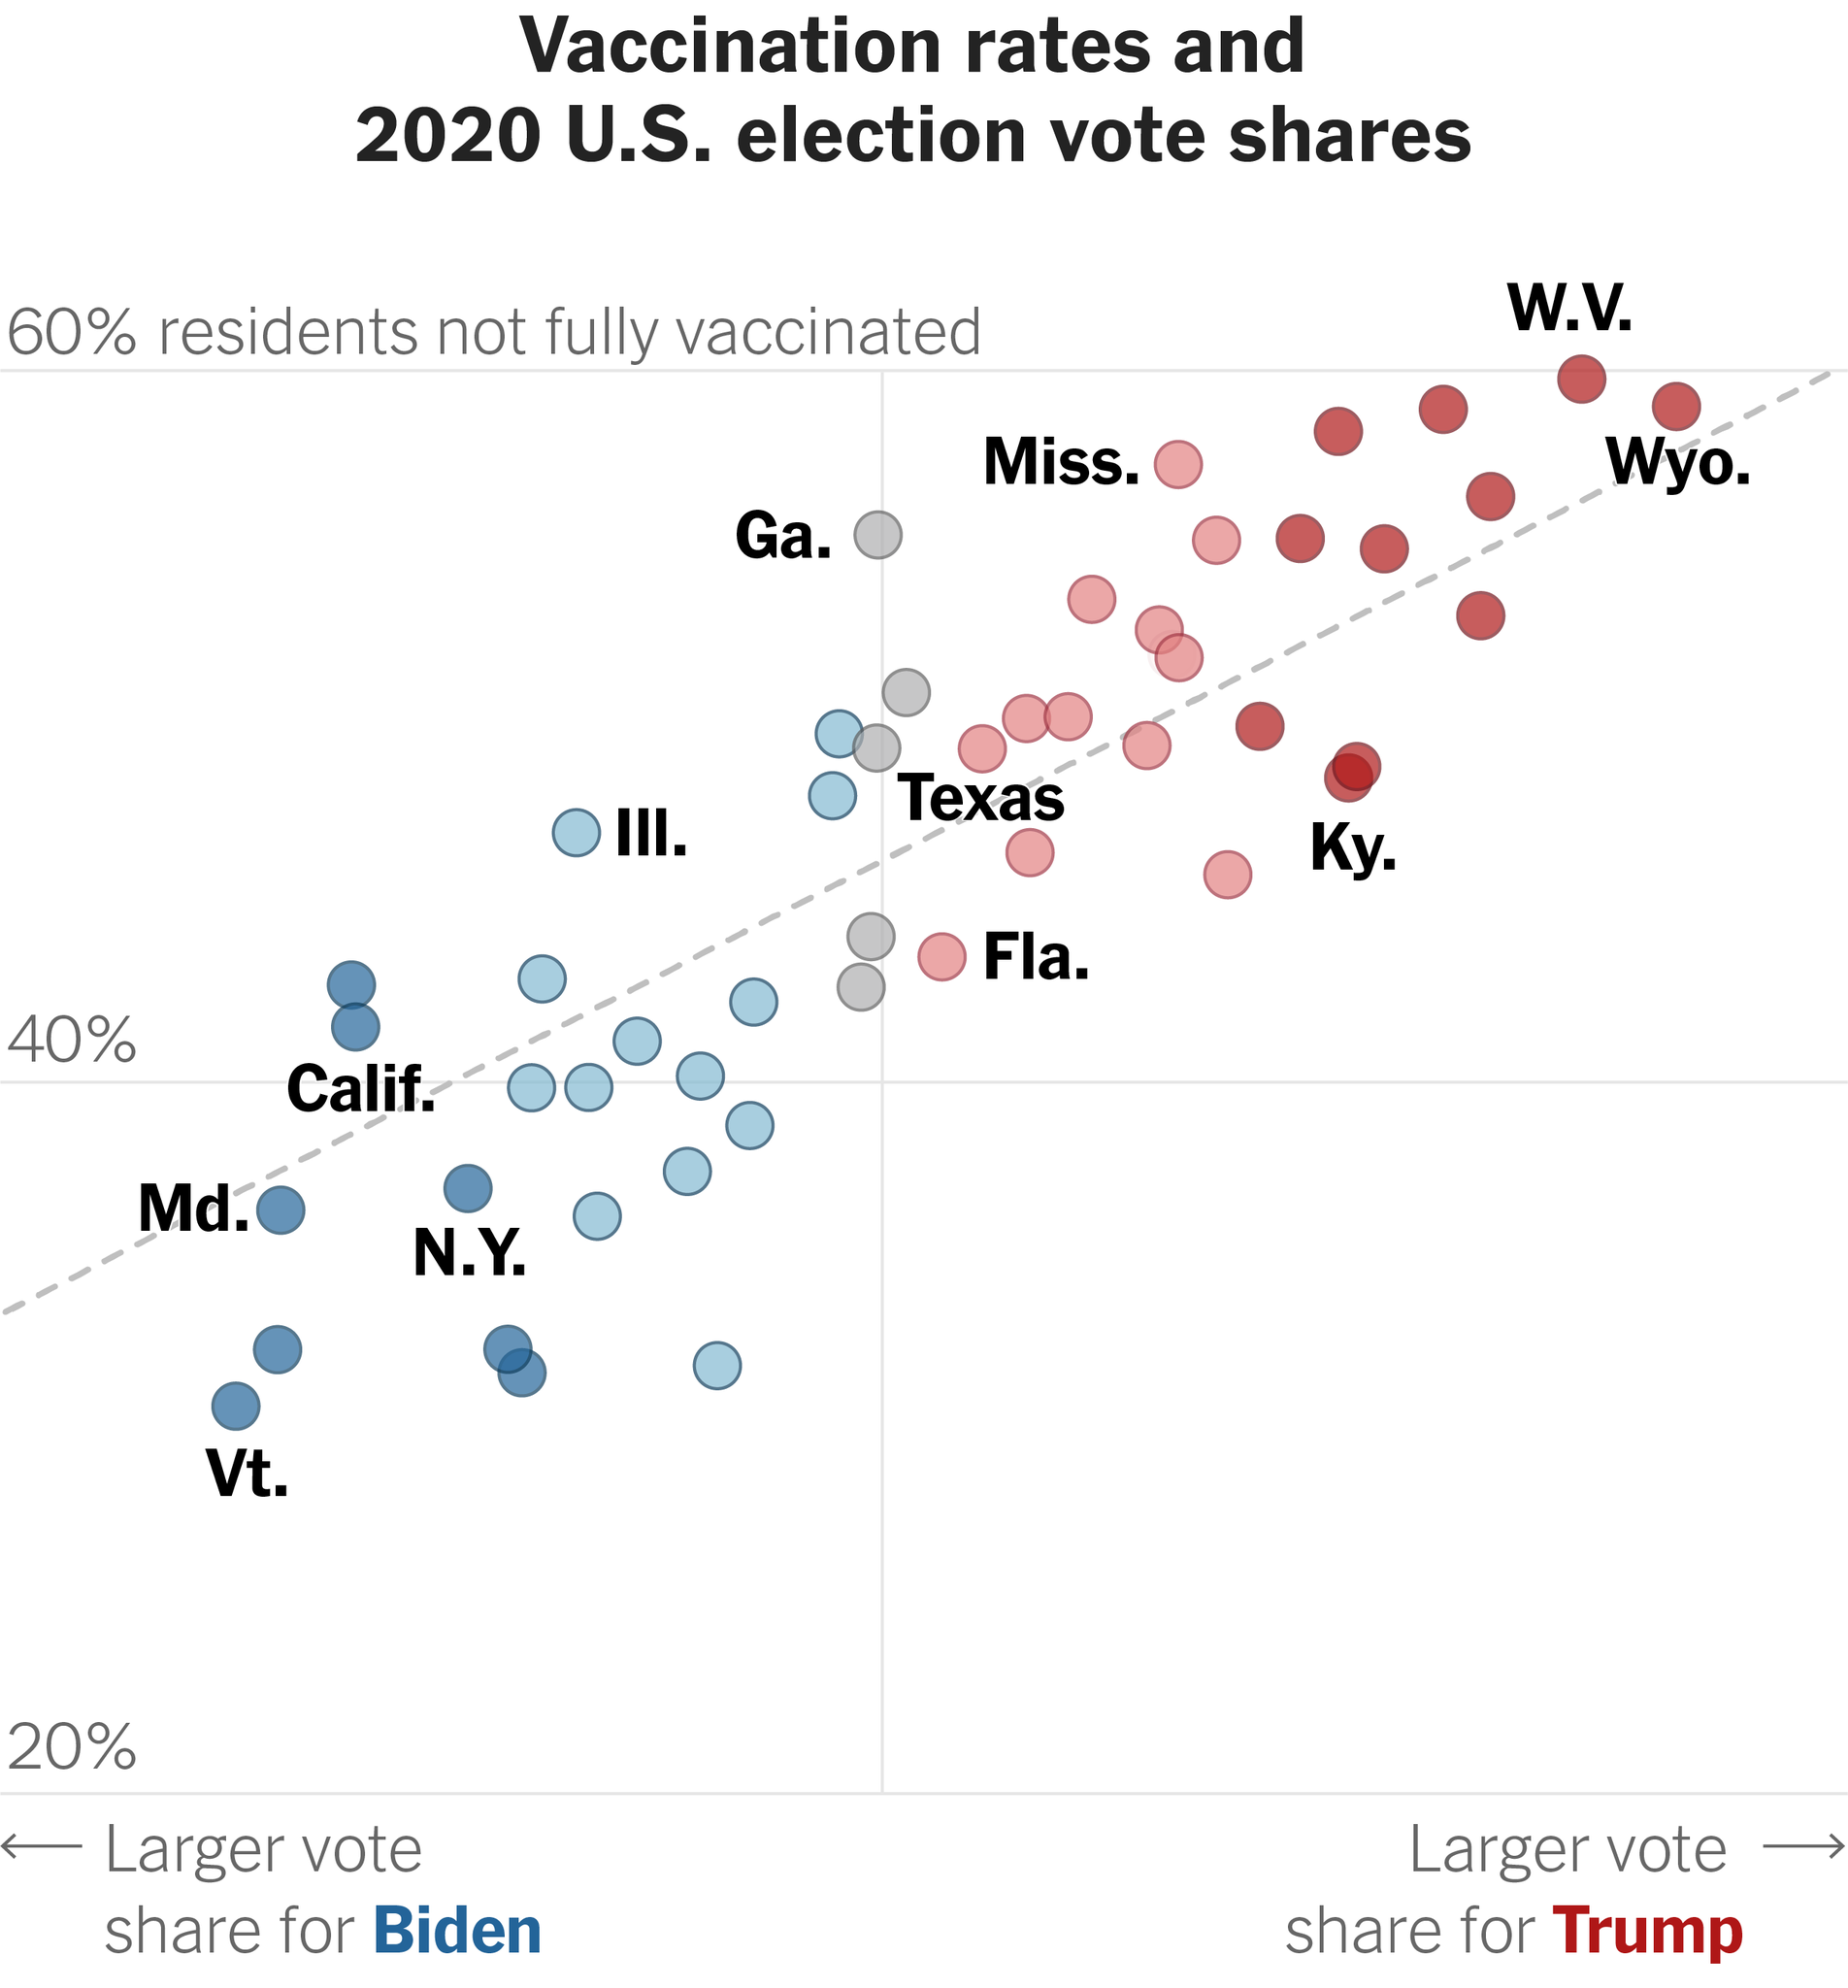 Vaccination rates and
2020 U.S. election vote shares
60% residents not fully vaccinated
W.V.
Miss.
Wyo.
Ga.
Texas
Ill.
Ky.
Fla.
40%
Calif.
Md.
N.Y.
Vt.
20%
← Larger vote
share for Biden
Larger vote →
share for Trump